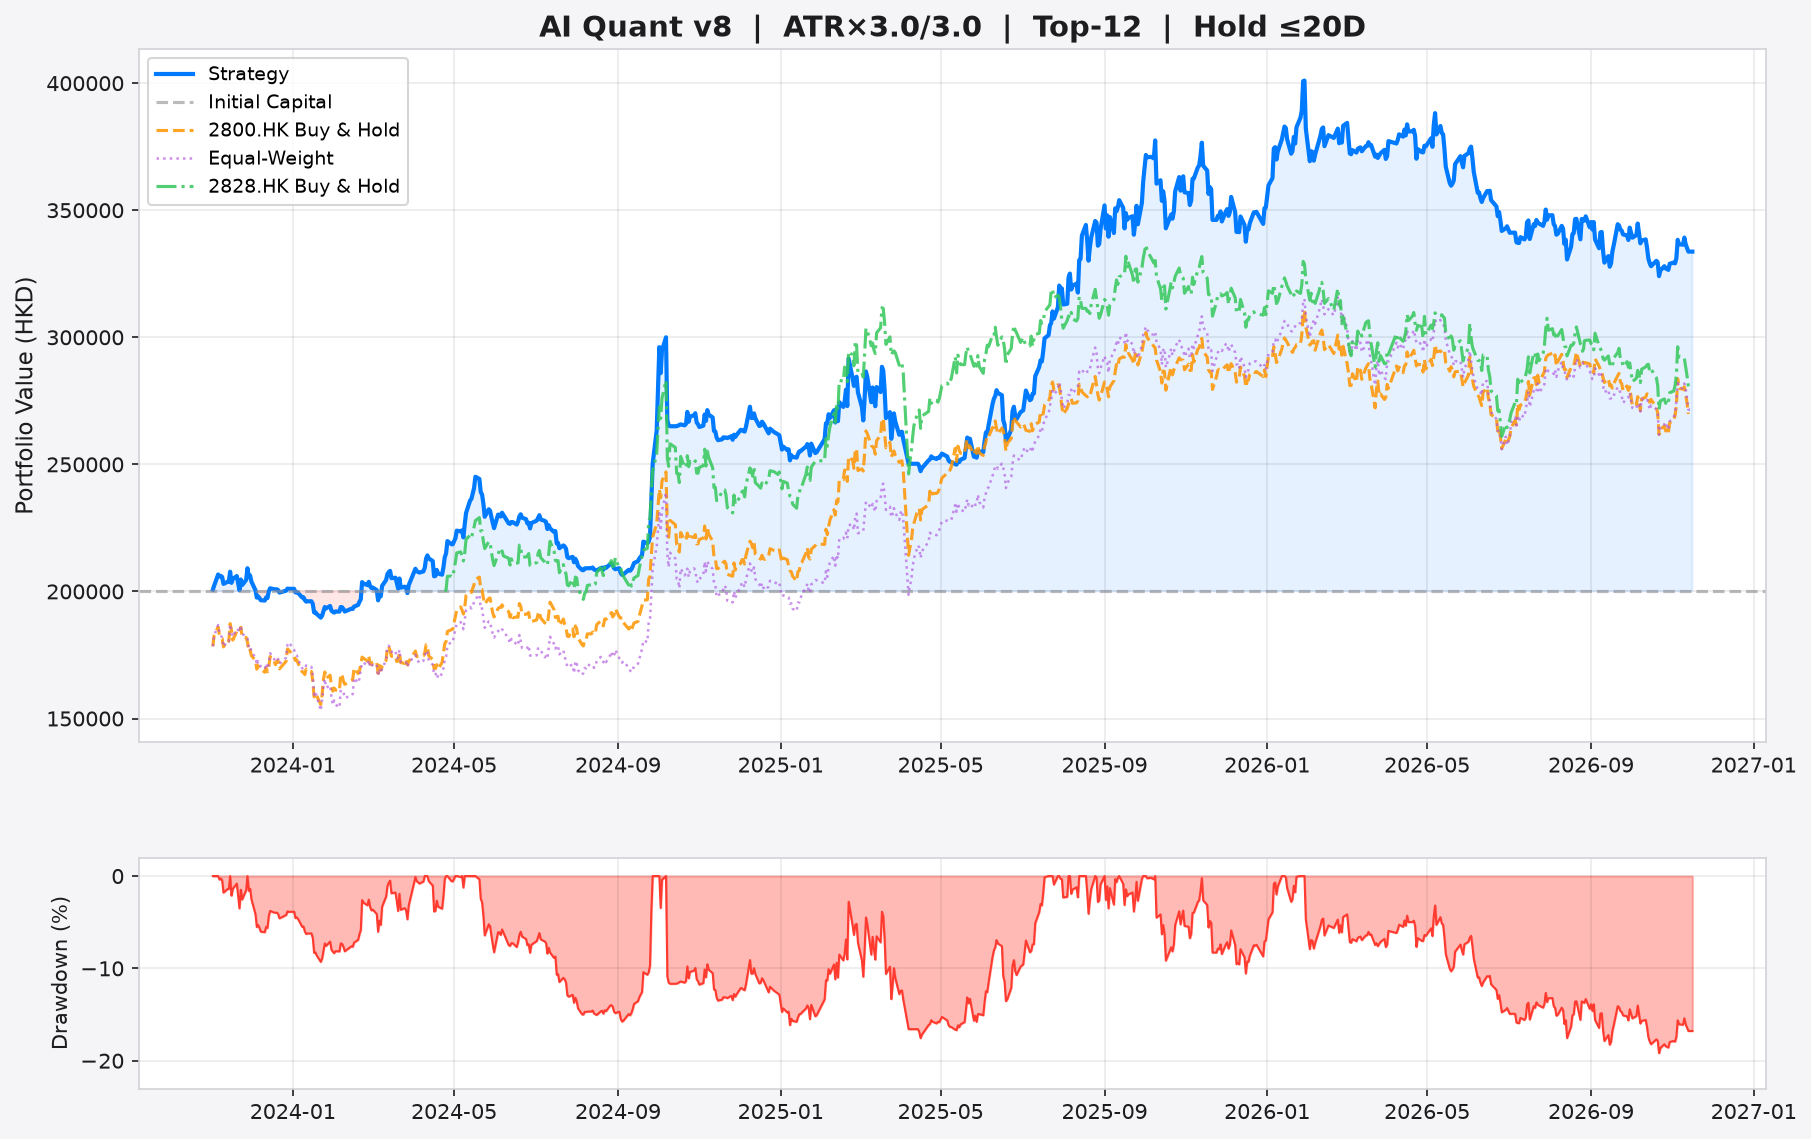 AI Quant v8 | ATR×3.0/3.0 | Top-12 | Hold ≤20D
Strategy
Initial Capital
2800.HK Buy & Hold
Equal-Weight
2828.HK Buy & Hold
Portfolio Value (HKD)
400000
350000
300000
250000
200000
150000
2024-01 2024-05 2024-09 2025-01 2025-05 2025-09 2026-01 2026-05 2026-09 2027-01
Drawdown (%)
0
−10
−20
2024-01 2024-05 2024-09 2025-01 2025-05 2025-09 2026-01 2026-05 2026-09 2027-01